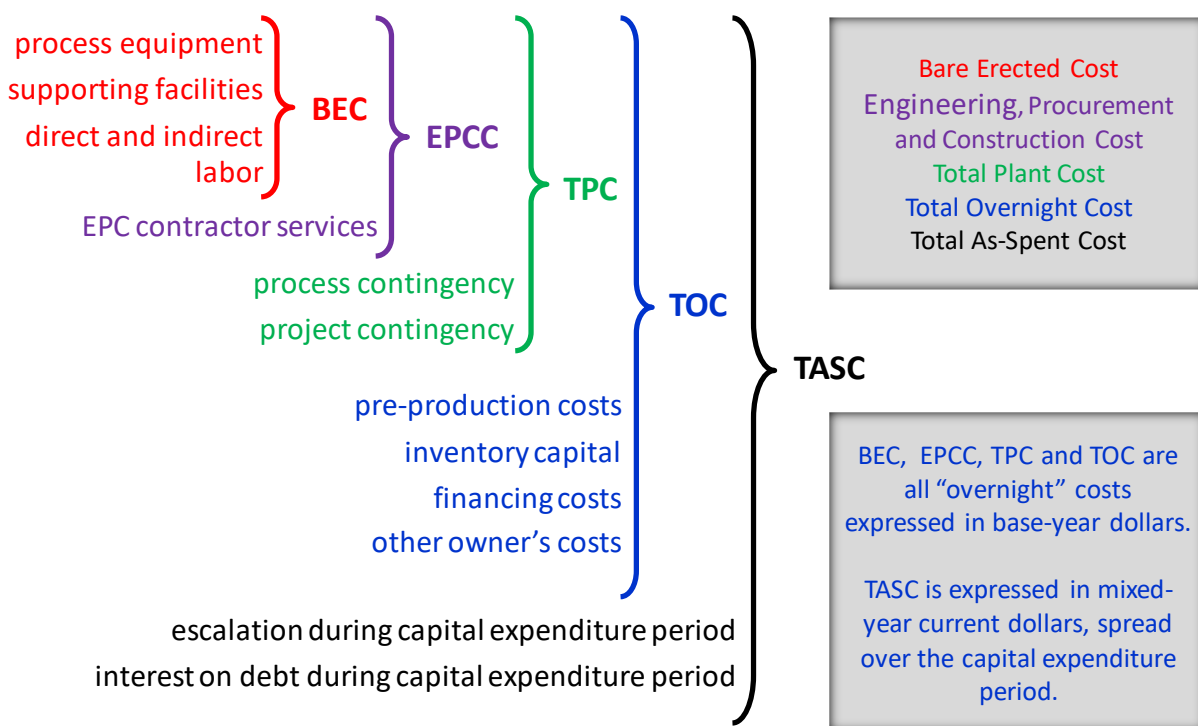 process equipment
supporting facilities
direct and indirect
labor
BEC
EPC contractor services
EPCC
process contingency
project contingency
TPC
pre-production costs
inventory capital
financing costs
other owner's costs
TOC
escalation during capital expenditure period
interest on debt during capital expenditure period
TASC
Bare Erected Cost
Engineering, Procurement
and Construction Cost
Total Plant Cost
Total Overnight Cost
Total As-Spent Cost
BEC, EPCC, TPC and TOC are
all “overnight” costs
expressed in base-year dollars.
TASC is expressed in mixed-
year current dollars, spread
over the capital expenditure
period.